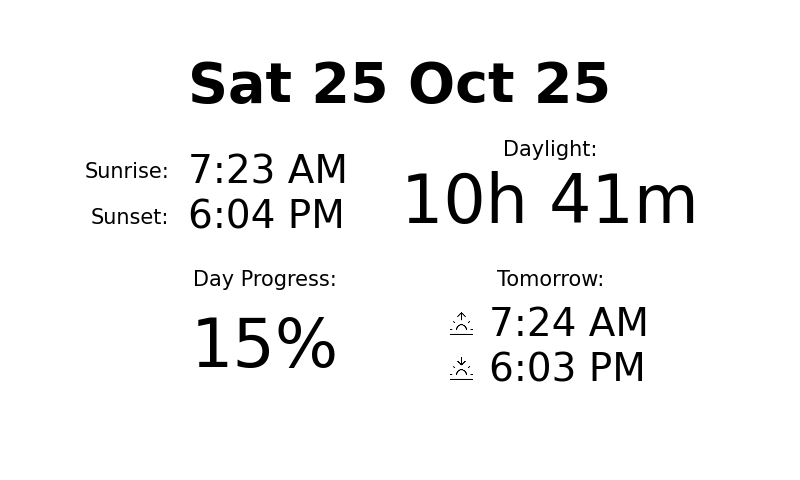 Sat 25 Oct 25
Sunrise: 7:23 AM
Sunset: 6:04 PM
Daylight:
10h 41m
Day Progress:
15%
Tomorrow:
7:24 AM
6:03 PM